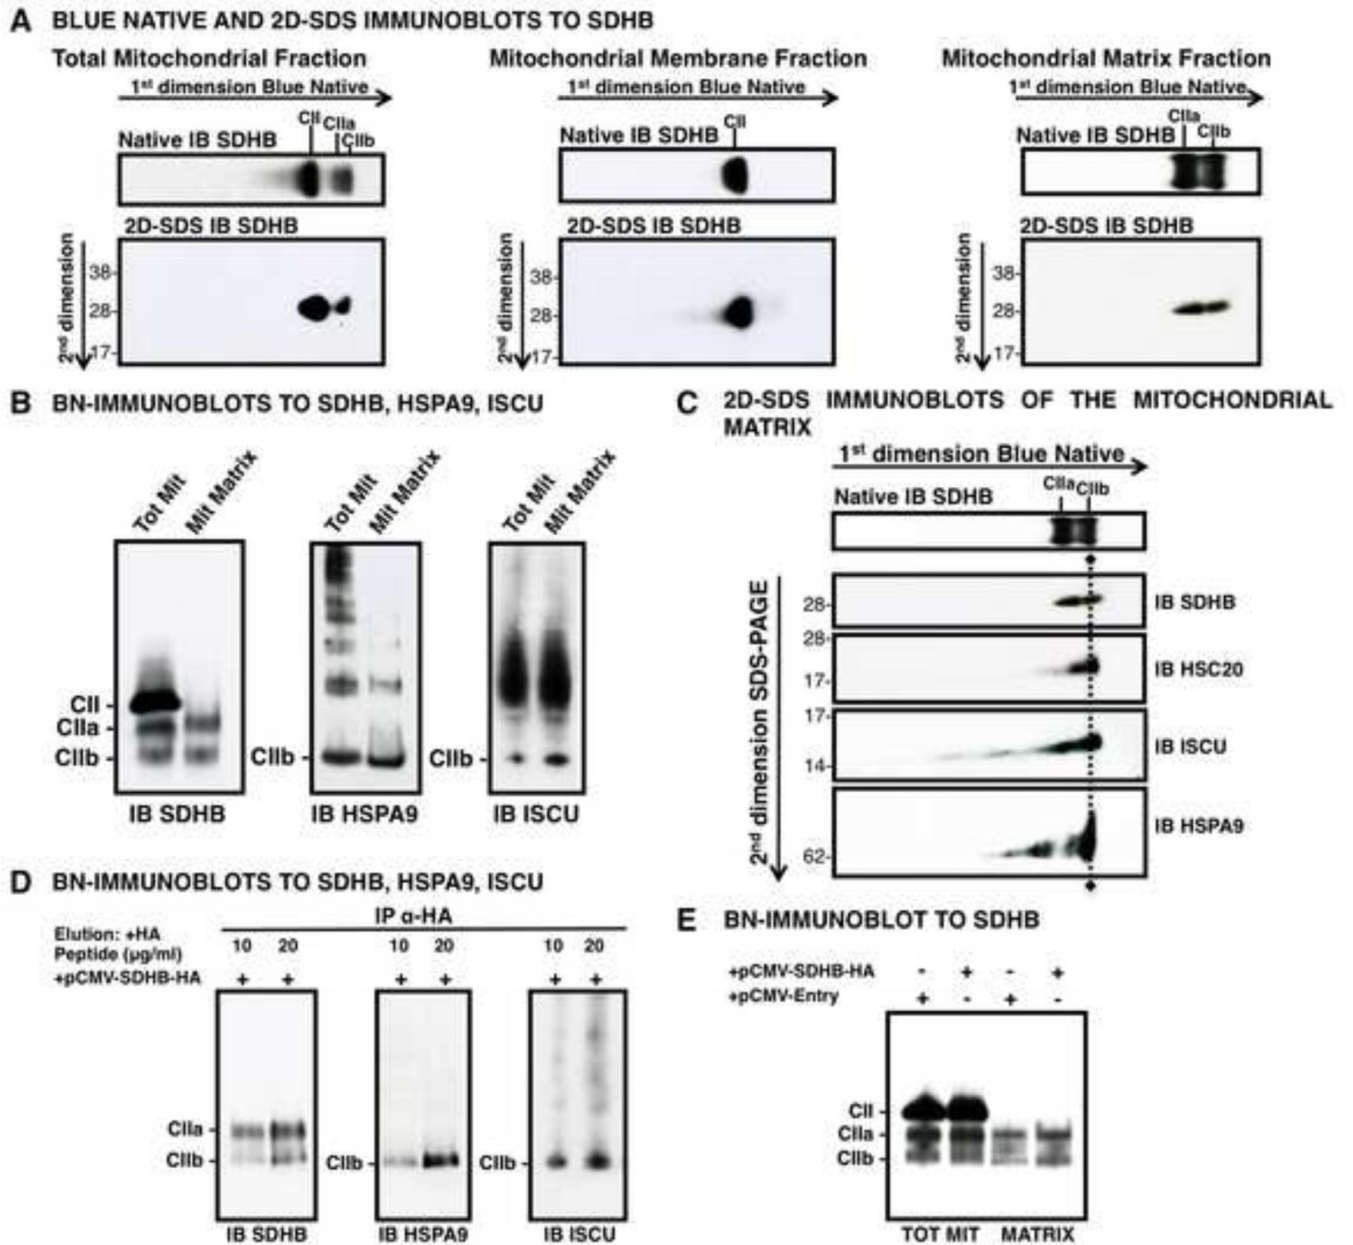 A BLUE NATIVE AND 2D-SDS IMMUNOBLOTS TO SDHB
Total Mitochondrial Fraction
1st dimension Blue Native
CII CIIa
Native IB SDHB CIIb
2D-SDS IB SDHB
2nd dimension
38-
28-
17-
Mitochondrial Membrane Fraction
1st dimension Blue Native
Native IB SDHB CII
2D-SDS IB SDHB
2nd dimension
38-
28-
17-
Mitochondrial Matrix Fraction
1st dimension Blue Native
CIIa
Native IB SDHB CIIb
2D-SDS IB SDHB
2nd dimension
38-
28-
17-
B BN-IMMUNOBLOTS TO SDHB, HSPA9, ISCU
Tot Mit Mit Matrix
CII -
CIIa -
CIIb -
IB SDHB
Tot Mit Mit Matrix
CIIb -
IB HSPA9
Tot Mit Mit Matrix
CIIb -
IB ISCU
C 2D-SDS IMMUNOBLOTS OF THE MITOCHONDRIAL
MATRIX
1st dimension Blue Native
CIIa CIIb
Native IB SDHB
2nd dimension SDS-PAGE
28- IB SDHB
28-
17- IB HSC20
17-
14- IB ISCU
62- IB HSPA9
D BN-IMMUNOBLOTS TO SDHB, HSPA9, ISCU
IP α-HA
Elution: +HA
Peptide (µg/ml) 10 20 10 20 10 20
+pCMV-SDHB-HA + + + + + +
CIIa -
CIIb - CIIb - CIIb -
IB SDHB IB HSPA9 IB ISCU
E BN-IMMUNOBLOT TO SDHB
+pCMV-SDHB-HA - + - +
+pCMV-Entry + - + -
CII -
CIIa -
CIIb -
TOT MIT MATRIX